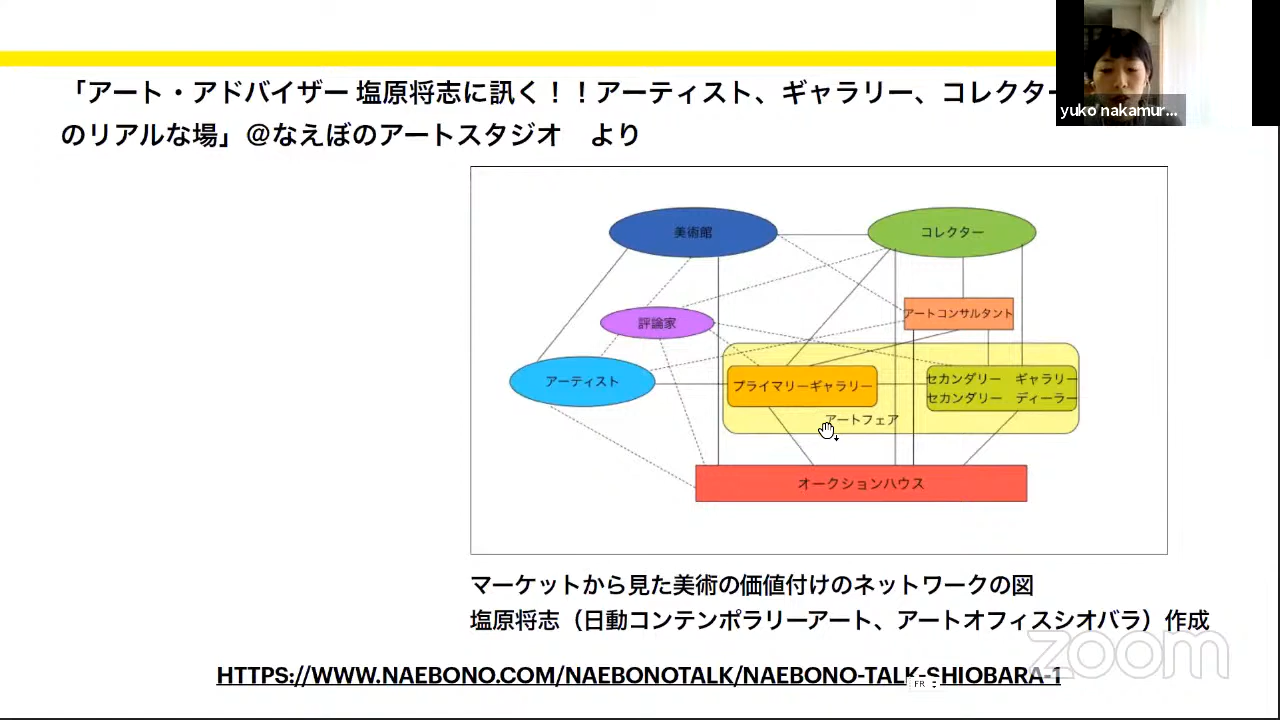 「アート・アドバイザー 塩原将志に訊く！！アーティスト、ギャラリー、コレクター
のリアルな場」＠なえぼのアートスタジオ　より
yuko nakamur...
美術館
コレクター
アートコンサルタント
評論家
アーティスト
プライマリーギャラリー
セカンダリー　ギャラリー
セカンダリー　ディーラー
アートフェア
オークションハウス
マーケットから見た美術の価値付けのネットワークの図
塩原将志（日動コンテンポラリーアート、アートオフィスシオバラ）作成
zoom
HTTPS://WWW.NAEBONO.COM/NAEBONOTALK/NAEBONO-TALK-SHIOBARA-1
FR